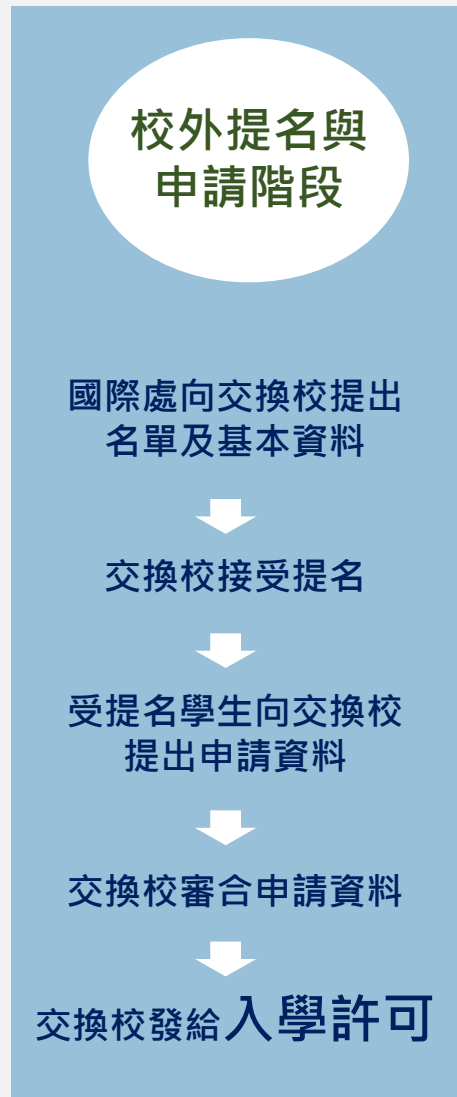 校外提名與
申請階段
國際處向交換校提出
名單及基本資料
交換校接受提名
受提名學生向交換校
提出申請資料
交換校審合申請資料
交換校發給入學許可